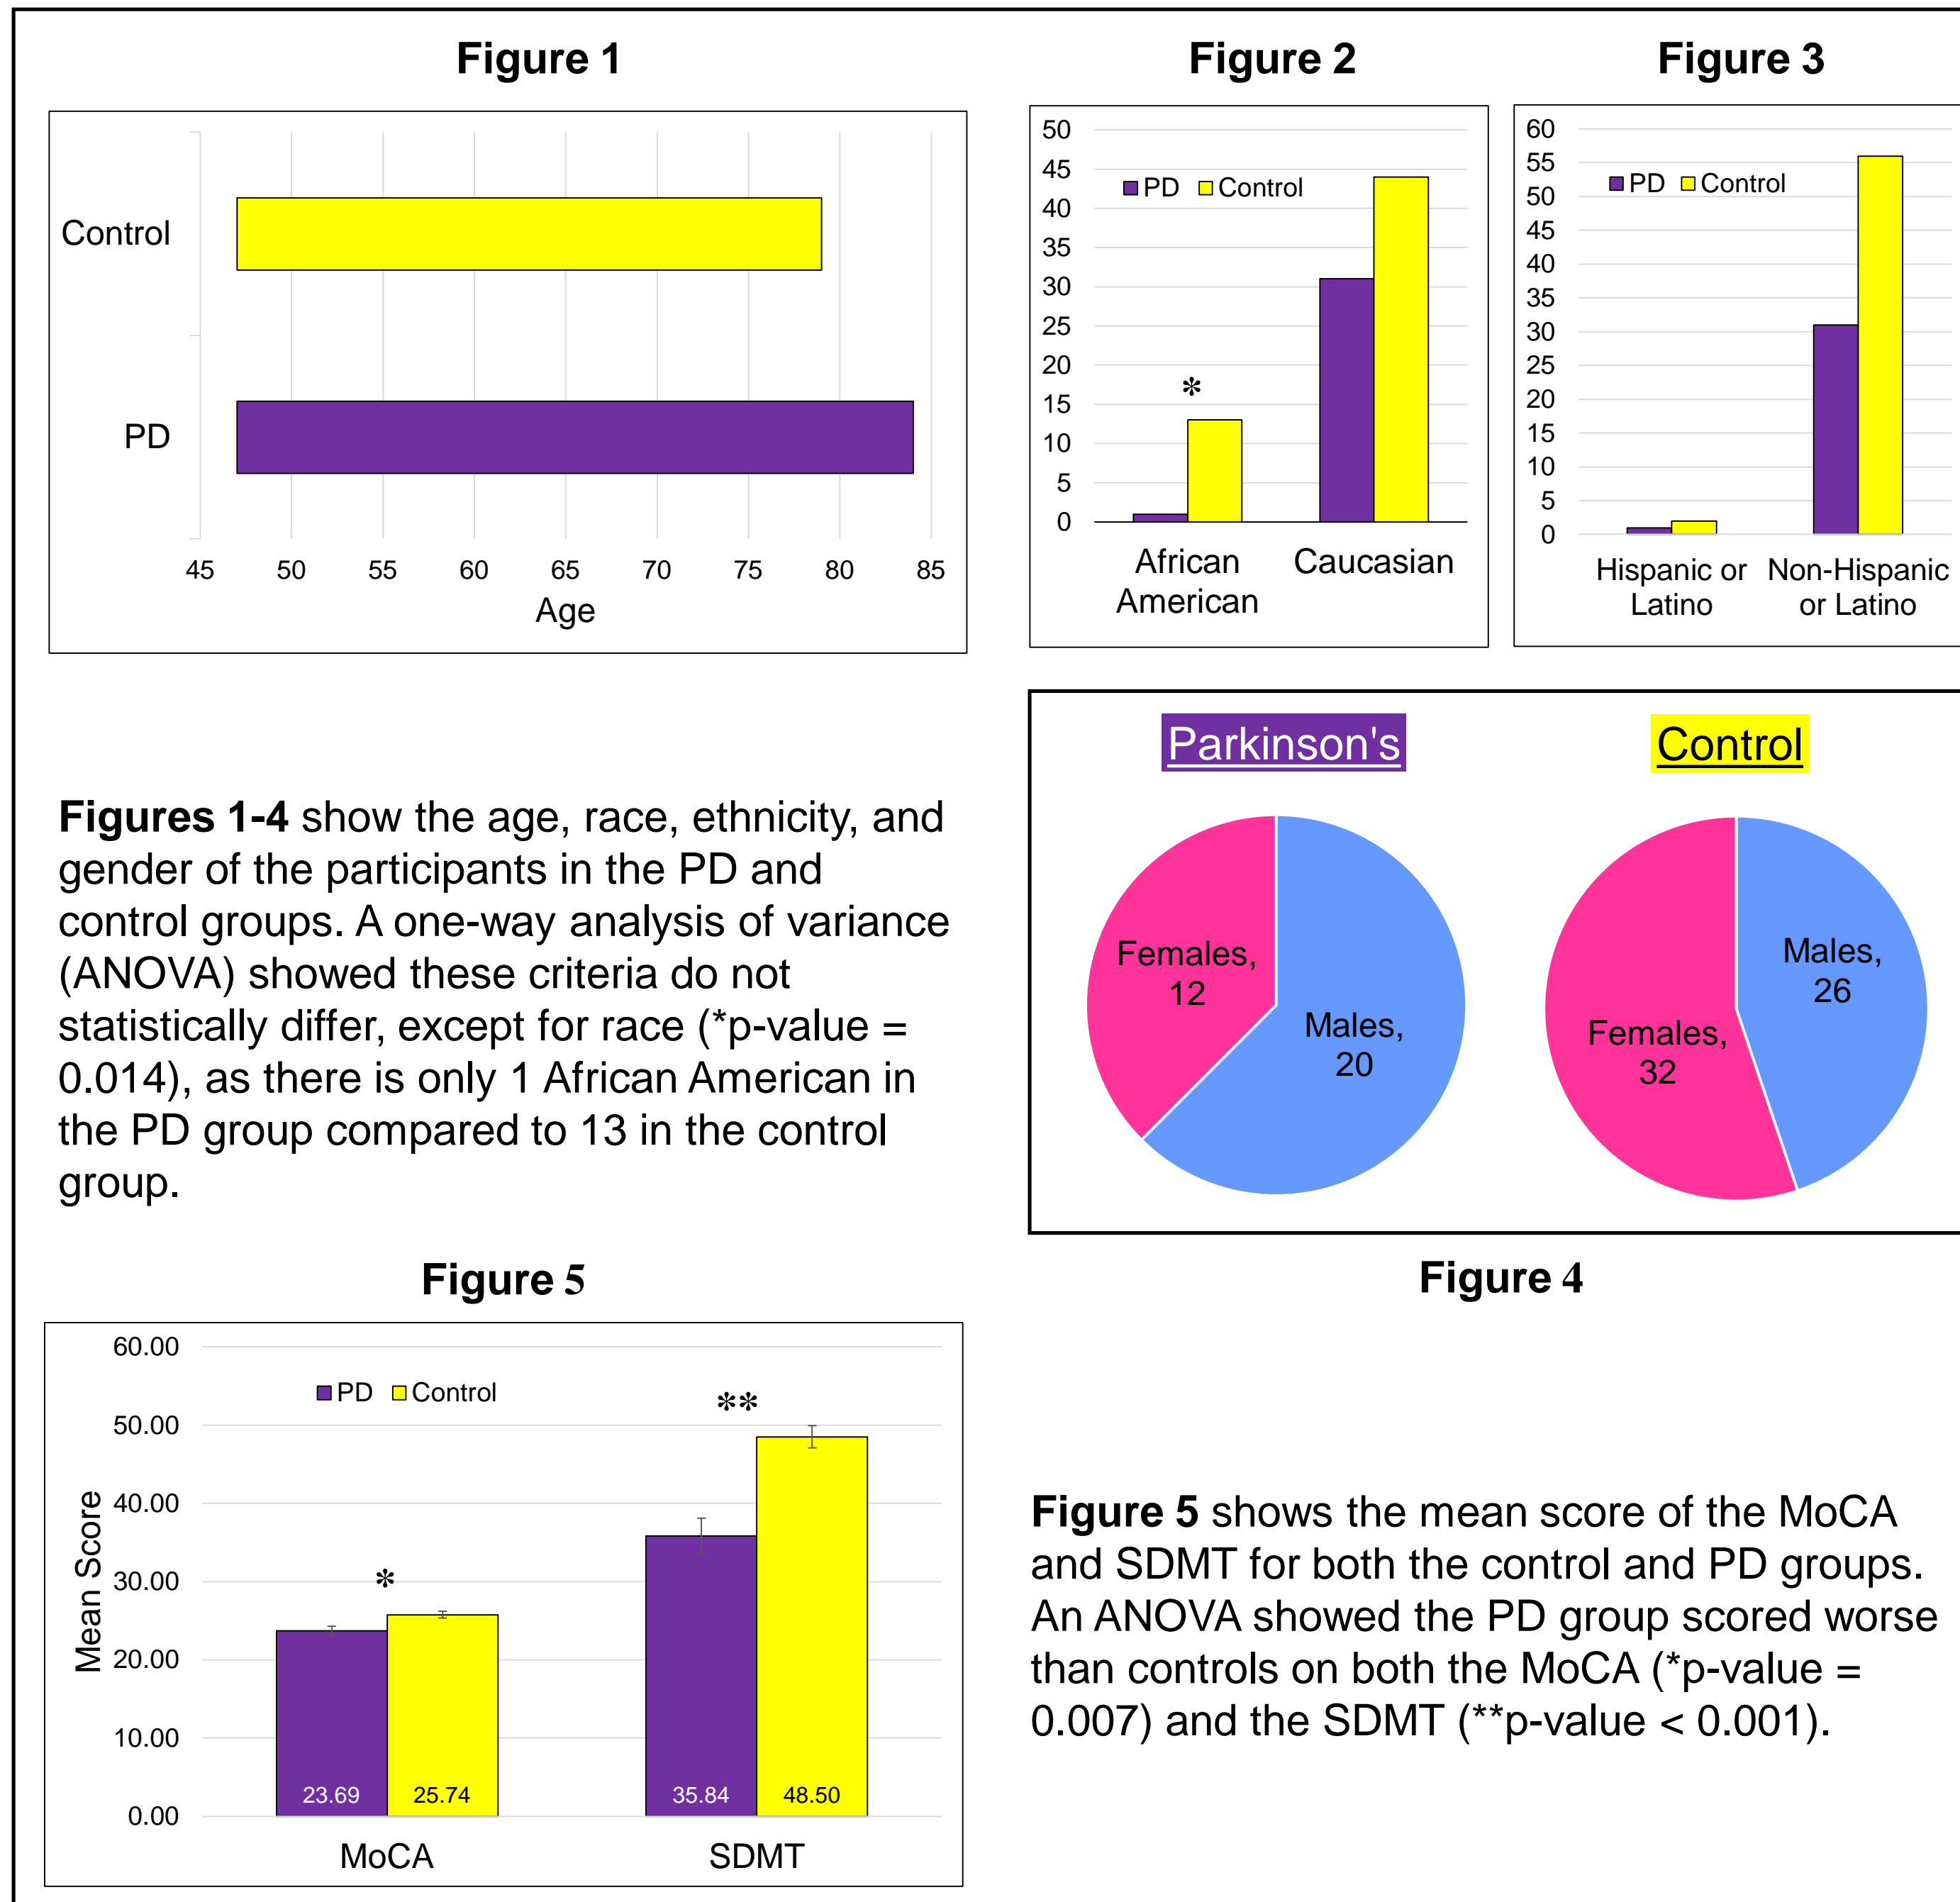 Figure 1
Control
PD
45 50 55 60 65 70 75 80 85
Age
Figure 2
50
45
40
35
30
25
20
15
10
5
0
PD Control
*
African
American
Caucasian
Figure 3
60
55
50
45
40
35
30
25
20
15
10
5
0
PD Control
Hispanic or
Latino
Non-Hispanic
or Latino
Figures 1-4 show the age, race, ethnicity, and
gender of the participants in the PD and
control groups. A one-way analysis of variance
(ANOVA) showed these criteria do not
statistically differ, except for race (*p-value =
0.014), as there is only 1 African American in
the PD group compared to 13 in the control
group.
Parkinson's
Females,
12
Males,
20
Control
Males,
26
Females,
32
Figure 4
Figure 5
60.00
50.00
40.00
30.00
20.00
10.00
0.00
Mean Score
PD Control
*
**
23.69 25.74 35.84 48.50
MoCA SDMT
Figure 5 shows the mean score of the MoCA
and SDMT for both the control and PD groups.
An ANOVA showed the PD group scored worse
than controls on both the MoCA (*p-value =
0.007) and the SDMT (**p-value < 0.001).